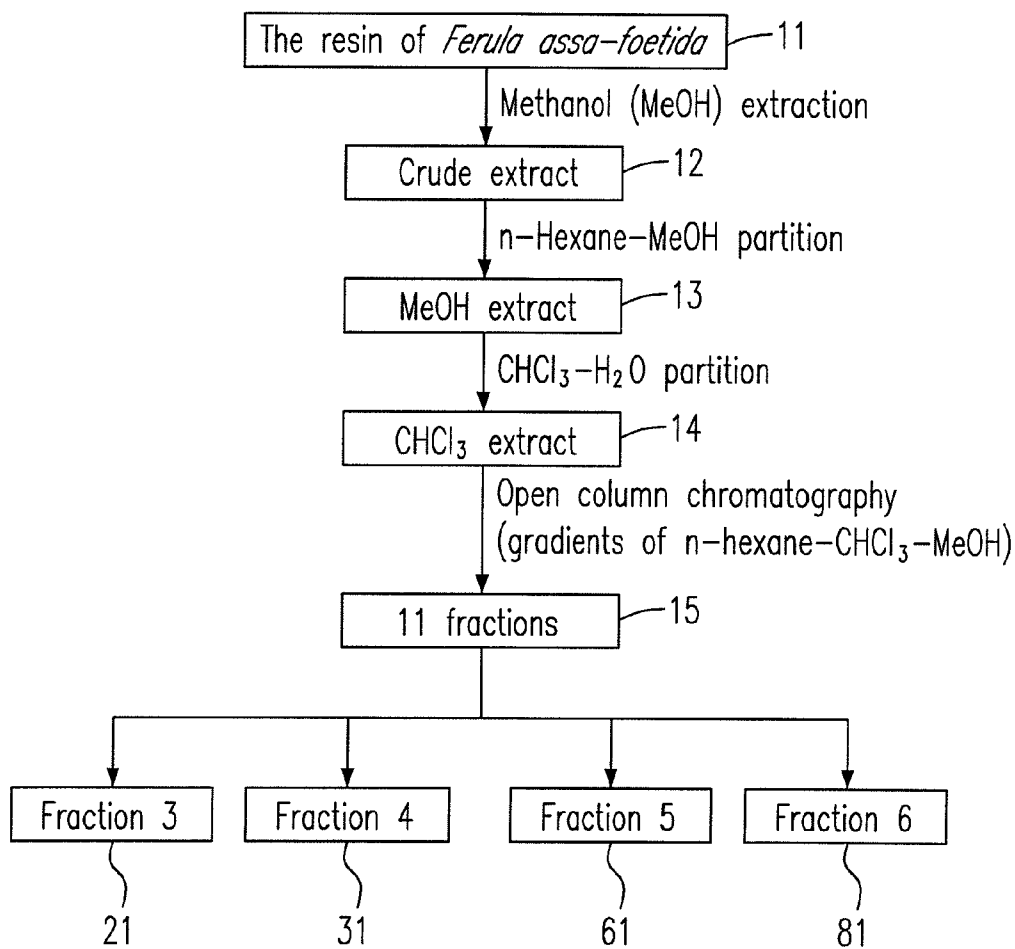 The resin of Ferula assa-foetida 11
Methanol (MeOH) extraction
Crude extract 12
n-Hexane-MeOH partition
MeOH extract 13
CHCl₃-H₂O partition
CHCl₃ extract 14
Open column chromatography
(gradients of n-hexane-CHCl₃-MeOH)
11 fractions 15
Fraction 3 Fraction 4 Fraction 5 Fraction 6
21 31 61 81